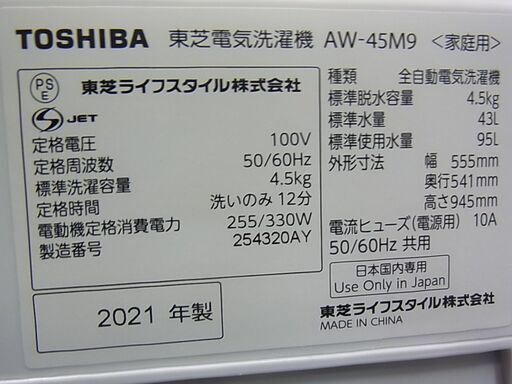 TOSHIBA 東芝電気洗濯機 AW-45M9 <家庭用>
PS
E
東芝ライフスタイル株式会社
S JET
定格電圧 100V
定格周波数 50/60Hz
標準洗濯容量 4.5kg
定格時間 洗いのみ 12分
電動機定格消費電力 255/330W
製造番号 254320AY
2021 年製
種類 全自動電気洗濯機
標準脱水容量 4.5kg
標準水量 43L
標準使用水量 95L
外形寸法 幅 555mm
奥行541mm
高さ945mm
電流ヒューズ(電源用) 10A
50/60Hz 共用
日本国内専用
Use Only in Japan
東芝ライフスタイル株式会社
MADE IN CHINA